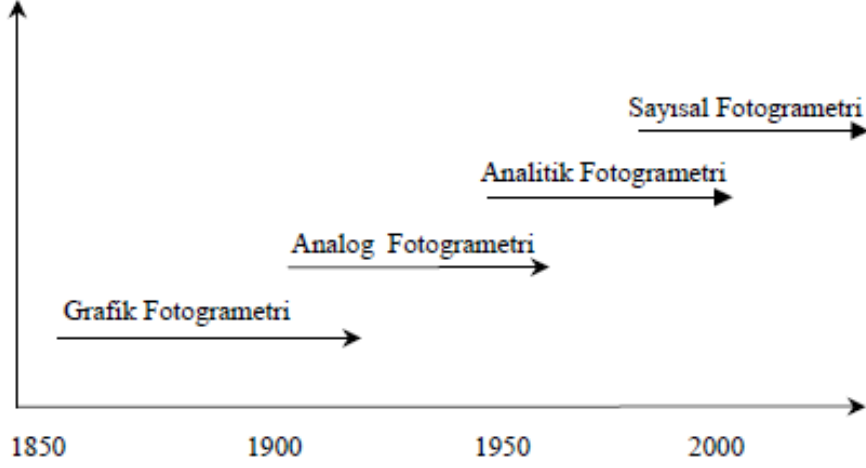 Sayısal Fotogrametri
Analitik Fotogrametri
Analog Fotogrametri
Grafik Fotogrametri
1850 1900 1950 2000